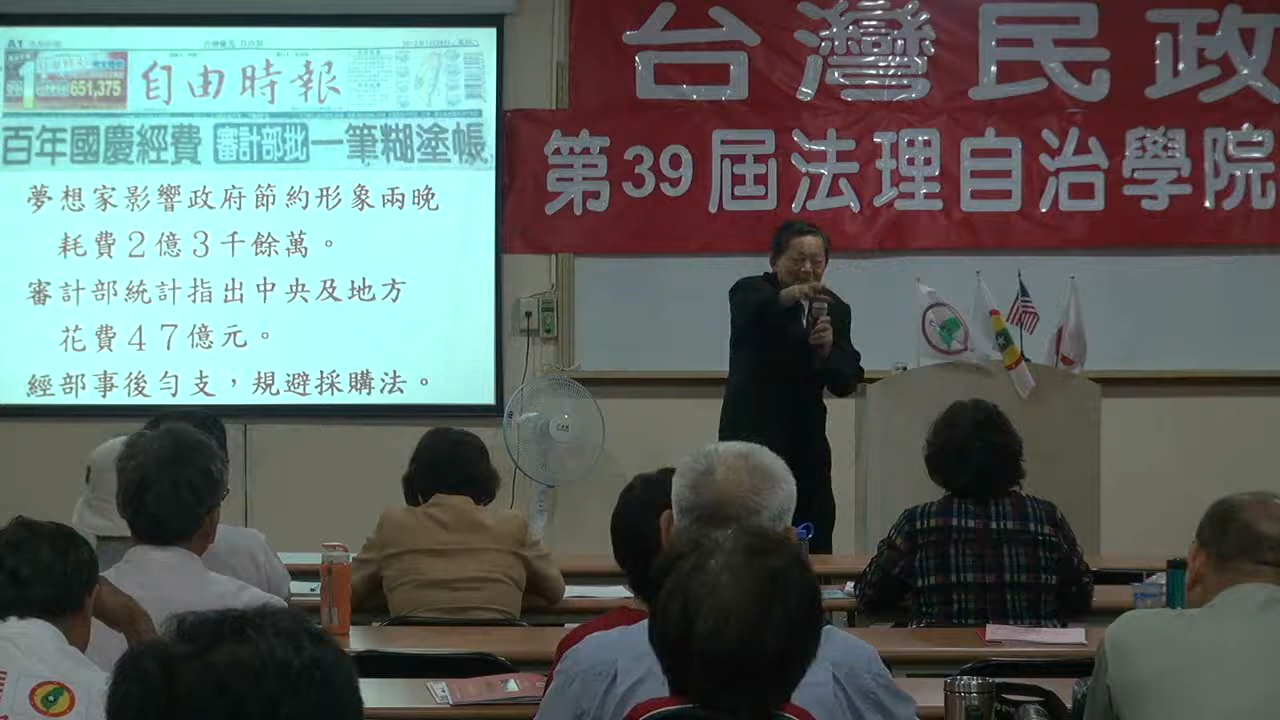 A1
自由時報
651,375
百年國慶經費 審計部批 一筆糊塗帳
夢想家影響政府節約形象兩晚
耗費2億3千餘萬。
審計部統計指出中央及地方
花費47億元。
經部事後勻支,規避採購法。
台灣民政
第39屆法理自治學院